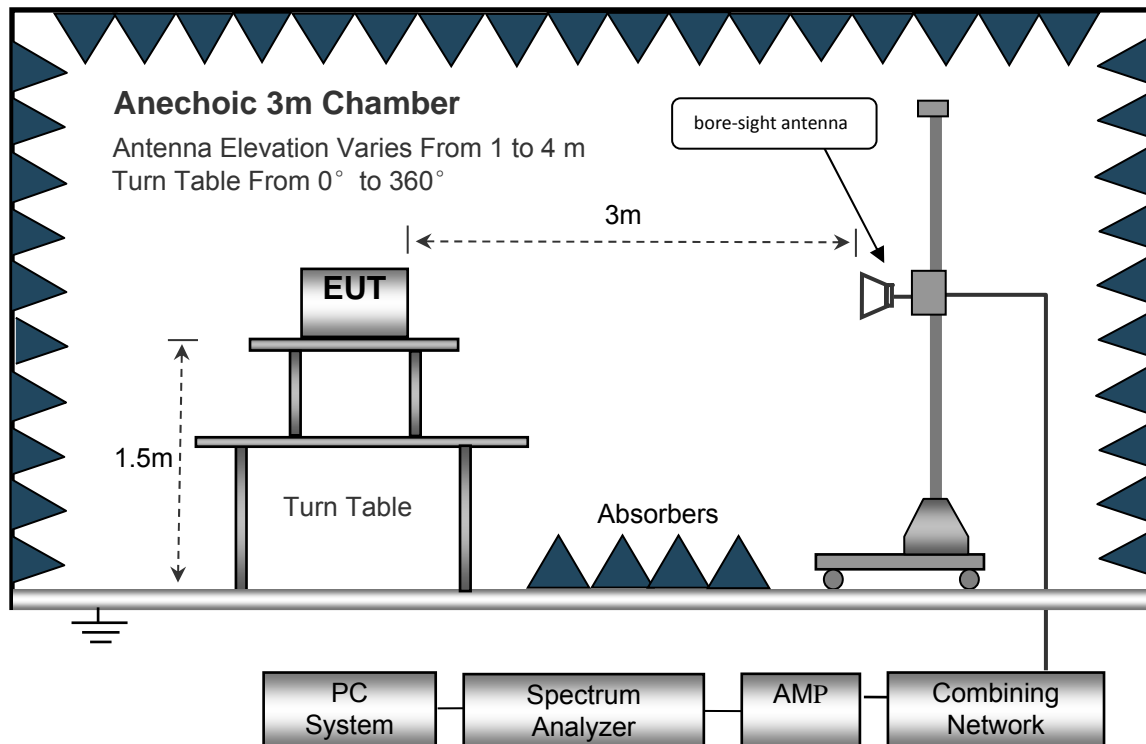 Anechoic 3m Chamber
Antenna Elevation Varies From 1 to 4 m
Turn Table From 0° to 360°
bore-sight antenna
3m
EUT
1.5m
Turn Table
Absorbers
PC
System
Spectrum
Analyzer
AMP
Combining
Network